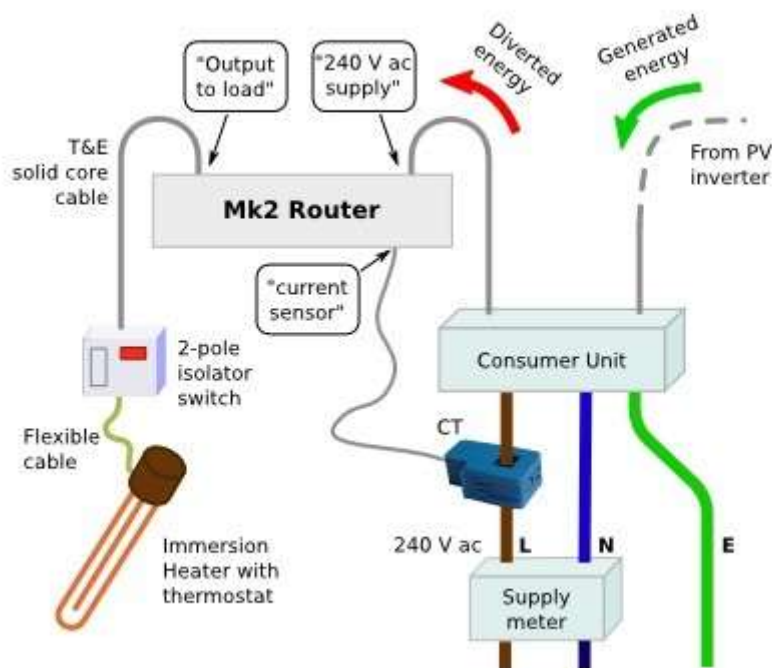 "Output
to load"
"240 V ac
supply"
Diverted
energy
Generated
energy
T&E
solid core
cable
From PV
inverter
Mk2 Router
"current
sensor"
2-pole
isolator
switch
Consumer Unit
Flexible
cable
CT
Immersion
Heater with
thermostat
240 V ac
L
N
E
Supply
meter